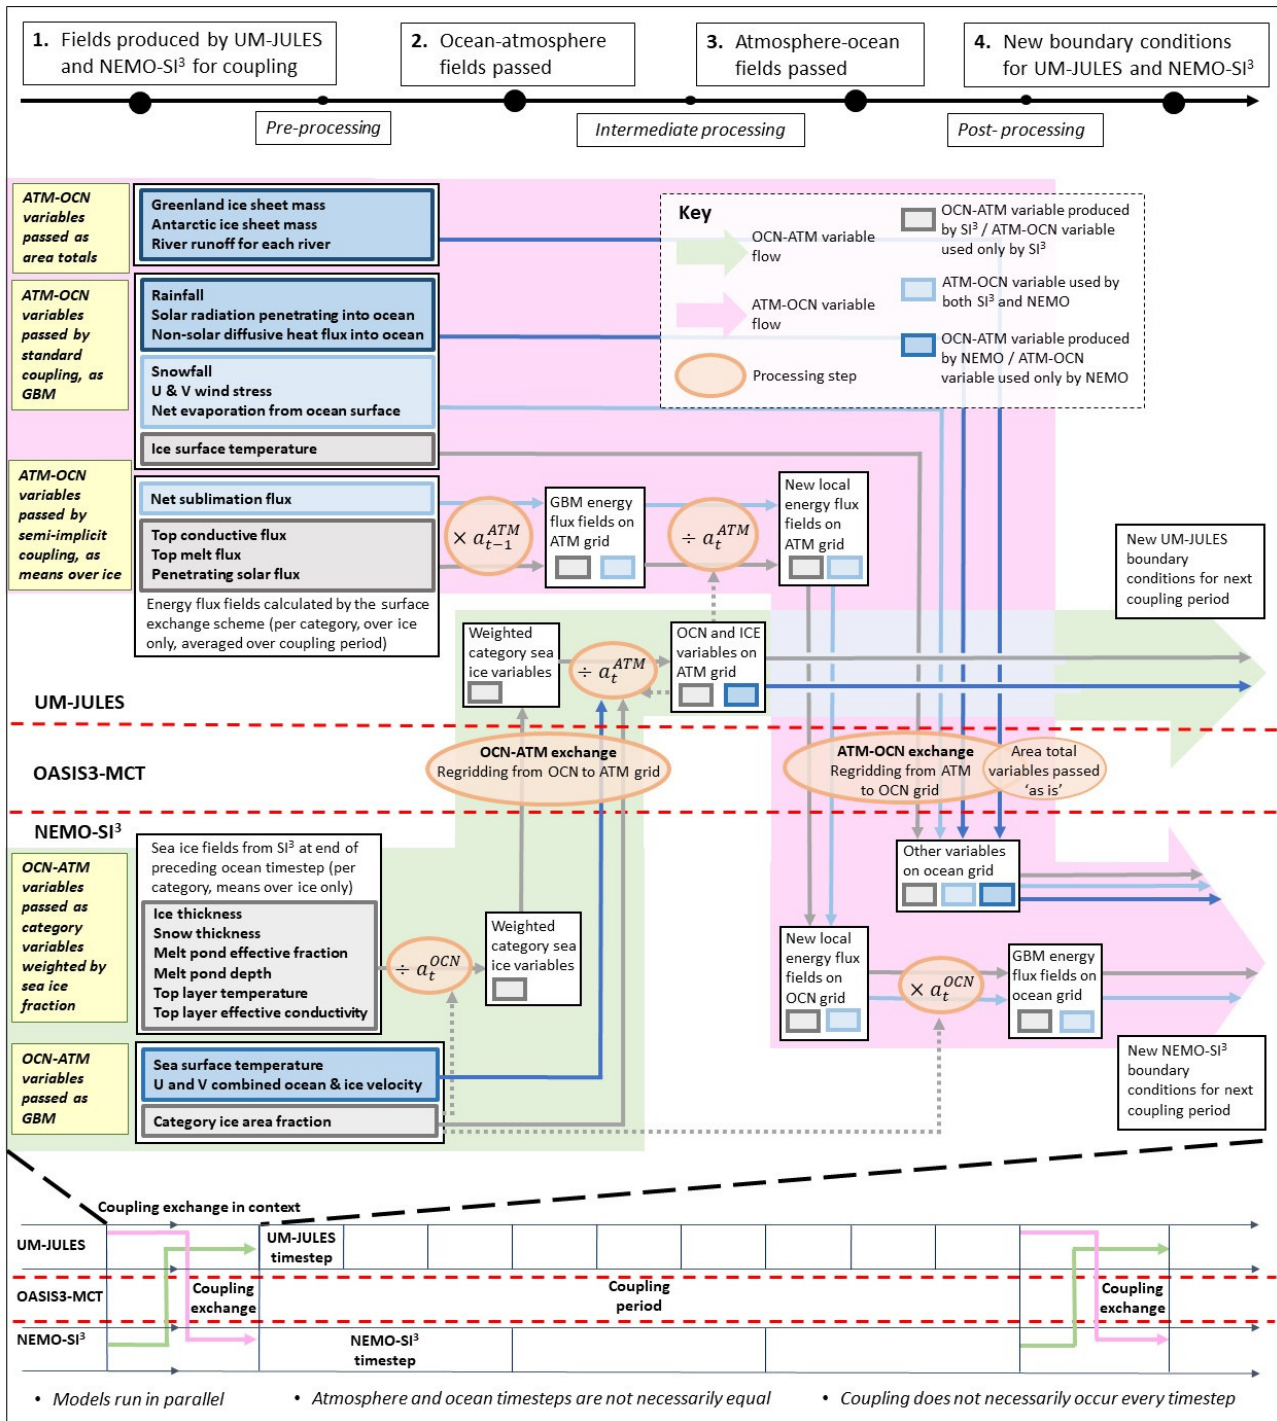 1. Fields produced by UM-JULES
and NEMO-SI³ for coupling
2. Ocean-atmosphere
fields passed
3. Atmosphere-ocean
fields passed
4. New boundary conditions
for UM-JULES and NEMO-SI³
Pre-processing
Intermediate processing
Post- processing
ATM-OCN
variables
passed as
area totals
Greenland ice sheet mass
Antarctic ice sheet mass
River runoff for each river
Key
OCN-ATM variable
flow
ATM-OCN variable
flow
Processing step
OCN-ATM variable produced
by SI³ / ATM-OCN variable
used only by SI³
ATM-OCN variable used by
both SI³ and NEMO
OCN-ATM variable produced
by NEMO / ATM-OCN
variable used only by NEMO
ATM-OCN
variables
passed by
standard
coupling, as
GBM
Rainfall
Solar radiation penetrating into ocean
Non-solar diffusive heat flux into ocean
Snowfall
U & V wind stress
Net evaporation from ocean surface
Ice surface temperature
ATM-OCN
variables
passed by
semi-implicit
coupling, as
means over ice
Net sublimation flux
Top conductive flux
Top melt flux
Penetrating solar flux
Energy flux fields calculated by the surface
exchange scheme (per category, over ice
only, averaged over coupling period)
× a_{t−1}^{ATM}
GBM energy
flux fields on
ATM grid
÷ a_t^{ATM}
New local
energy flux
fields on
ATM grid
New UM-JULES
boundary
conditions for next
coupling period
Weighted
category sea
ice variables
÷ a_t^{ATM}
OCN and ICE
variables on
ATM grid
UM-JULES
OASIS3-MCT
OCN-ATM exchange
Regridding from OCN to ATM grid
ATM-OCN exchange
Regridding from ATM
to OCN grid
Area total
variables passed
'as is'
NEMO-SI³
OCN-ATM
variables
passed as
category
variables
weighted by
sea ice
fraction
Sea ice fields from SI³ at end of
preceding ocean timestep (per
category, means over ice only)
Ice thickness
Snow thickness
Melt pond effective fraction
Melt pond depth
Top layer temperature
Top layer effective conductivity
÷ a_t^{OCN}
Weighted
category sea
ice variables
Other variables
on ocean grid
New local
energy flux
fields on
OCN grid
× a_t^{OCN}
GBM energy
flux fields on
ocean grid
OCN-ATM
variables
passed as
GBM
Sea surface temperature
U and V combined ocean & ice velocity
Category ice area fraction
New NEMO-SI³
boundary
conditions for next
coupling period
Coupling exchange in context
UM-JULES
UM-JULES
timestep
OASIS3-MCT
Coupling
exchange
Coupling
period
Coupling
exchange
NEMO-SI³
NEMO-SI³
timestep
• Models run in parallel
• Atmosphere and ocean timesteps are not necessarily equal
• Coupling does not necessarily occur every timestep